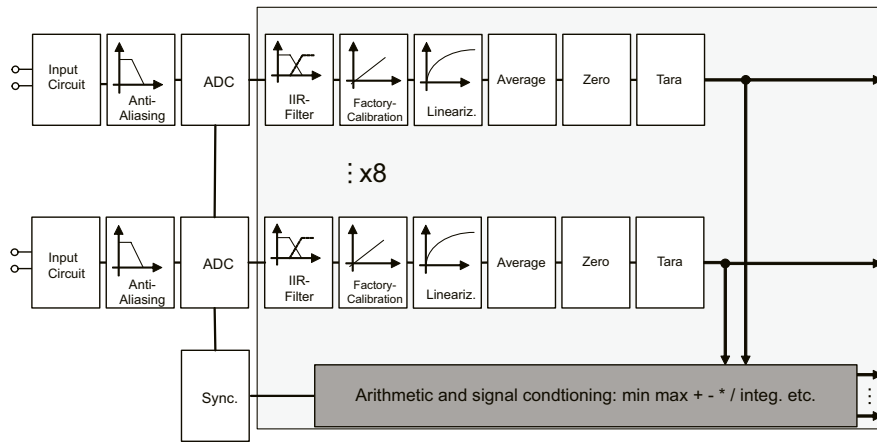 Input
Circuit
Anti-
Aliasing
ADC
IIR-
Filter
Factory-
Calibration
Lineariz.
Average
Zero
Tara
⋮ x8
Input
Circuit
Anti-
Aliasing
ADC
IIR-
Filter
Factory-
Calibration
Lineariz.
Average
Zero
Tara
Sync.
Arithmetic and signal condtioning: min max + - * / integ. etc.
⋮